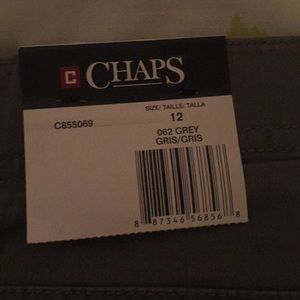 C CHAPS
SIZE/ TAILLE/ TALLA
C855069
12
062 GREY
GRIS/GRIS
8 87346 56856 8